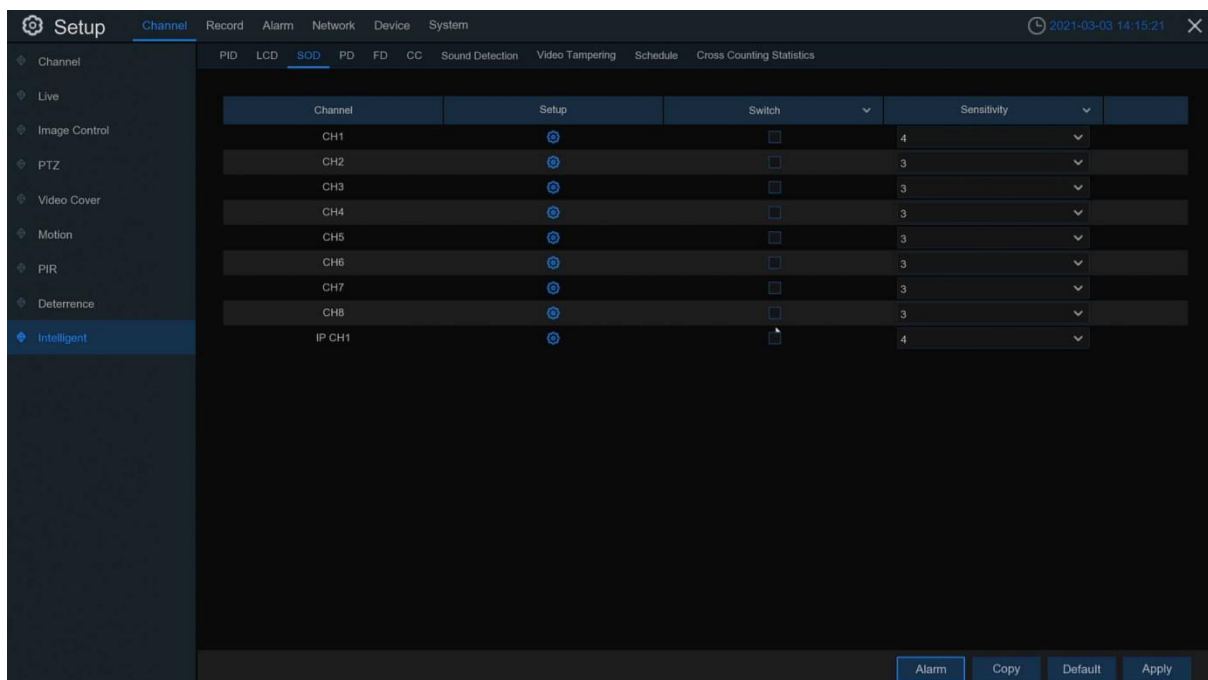 Setup Channel Record Alarm Network Device System 2021-03-03 14:15:21
Channel
Live
Image Control
PTZ
Video Cover
Motion
PIR
Deterrence
Intelligent
PID LCD SOD PD FD CC Sound Detection Video Tampering Schedule Cross Counting Statistics
Channel Setup Switch Sensitivity
CH1 4
CH2 3
CH3 3
CH4 3
CH5 3
CH6 3
CH7 3
CH8 3
IP CH1 4
Alarm Copy Default Apply